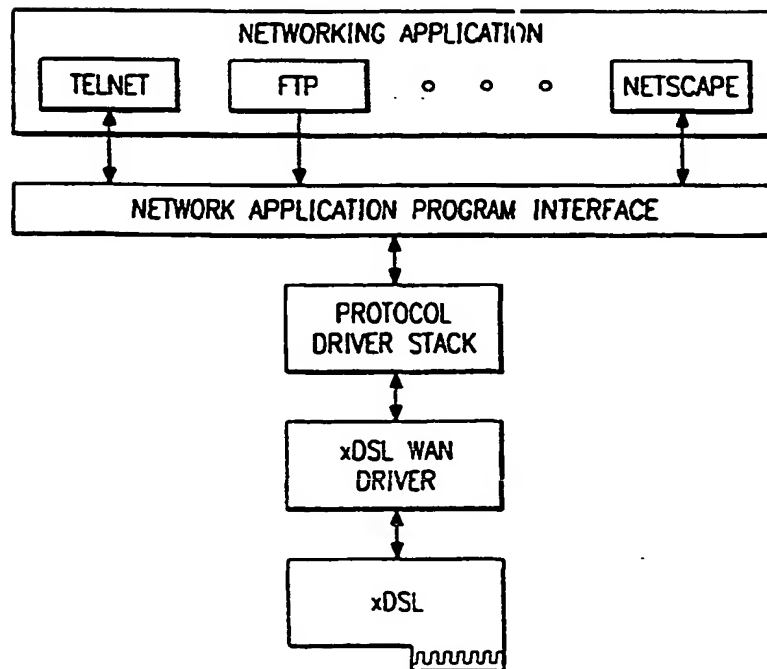 NETWORKING APPLICATION
TELNET
FTP
NETSCAPE
NETWORK APPLICATION PROGRAM INTERFACE
PROTOCOL
DRIVER STACK
xDSL WAN
DRIVER
xDSL